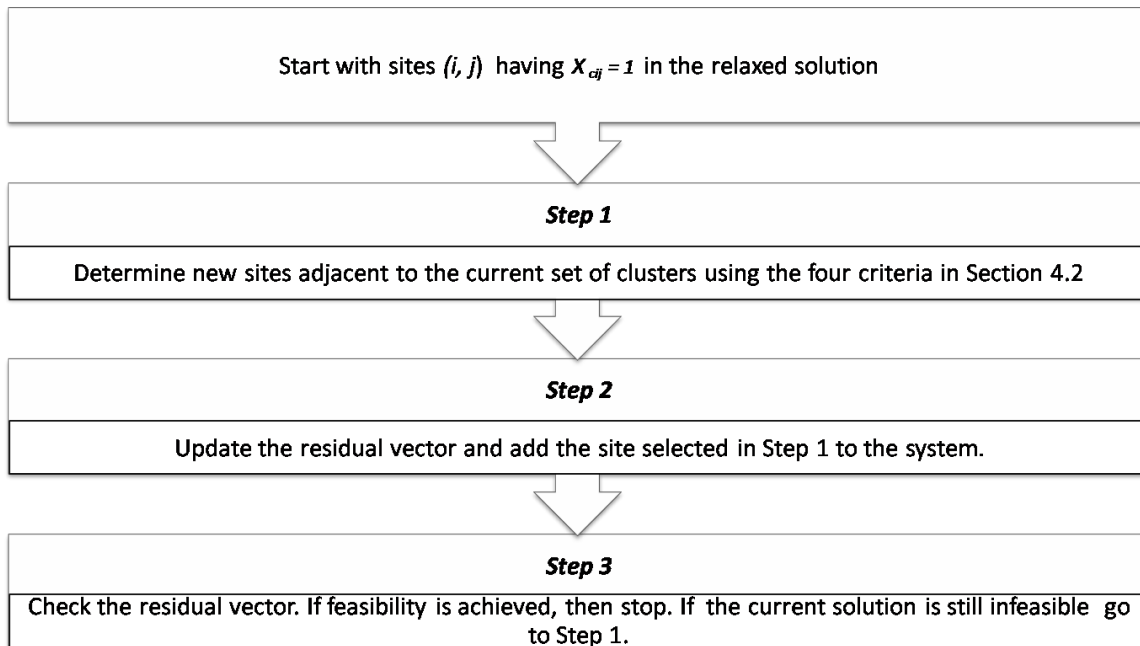 Start with sites (i, j) having X cij = 1 in the relaxed solution
Step 1
Determine new sites adjacent to the current set of clusters using the four criteria in Section 4.2
Step 2
Update the residual vector and add the site selected in Step 1 to the system.
Step 3
Check the residual vector. If feasibility is achieved, then stop. If the current solution is still infeasible go
to Step 1.